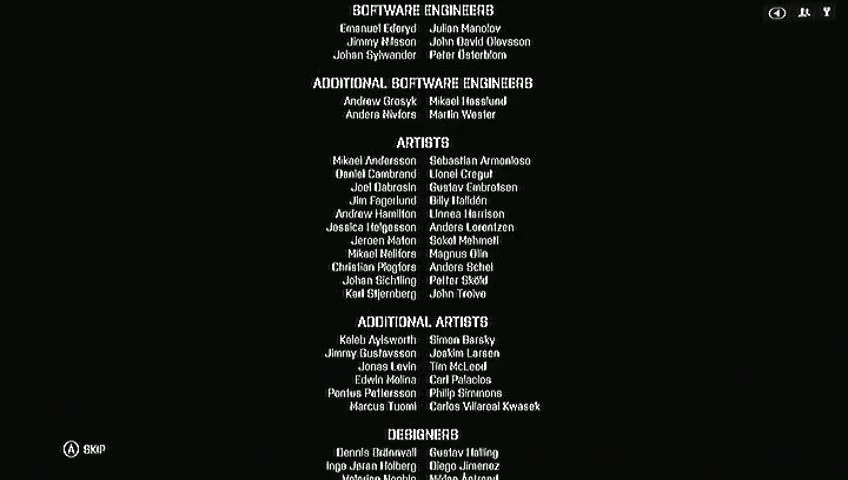 SOFTWARE ENGINEERS
Emanuel Ederyd Julian Manolov
Jimmy Nilsson John David Olovsson
Johan Sylwander Peter Österblom
ADDITIONAL SOFTWARE ENGINEERS
Andrew Grosyk Mikael Hasslund
Anders Nivfors Martin Wester
ARTISTS
Mikael Andersson Sebastian Armonioso
Daniel Cambrand Lionel Cregut
Joel Dabrosin Gustav Embretsen
Jim Fagerlund Billy Halldén
Andrew Hamilton Linnea Harrison
Jessica Helgesson Anders Lorentzen
Jeroen Maton Sokol Mehmeti
Mikael Nellfors Magnus Olin
Christian Plogfors Anders Schel
Johan Sichtling Petter Sköld
Karl Stjernberg John Troive
ADDITIONAL ARTISTS
Kaleb Aylsworth Simon Barsky
Jimmy Gustavsson Joakim Larsen
Jonas Levin Tim McLeod
Edwin Molina Carl Palacios
Pontus Pettersson Philip Simmons
Marcus Tuomi Carlos Villareal Kwasek
DESIGNERS
Dennis Brännvall Gustav Halling
Inge Jøran Holberg Diego Jimenez
A SKIP